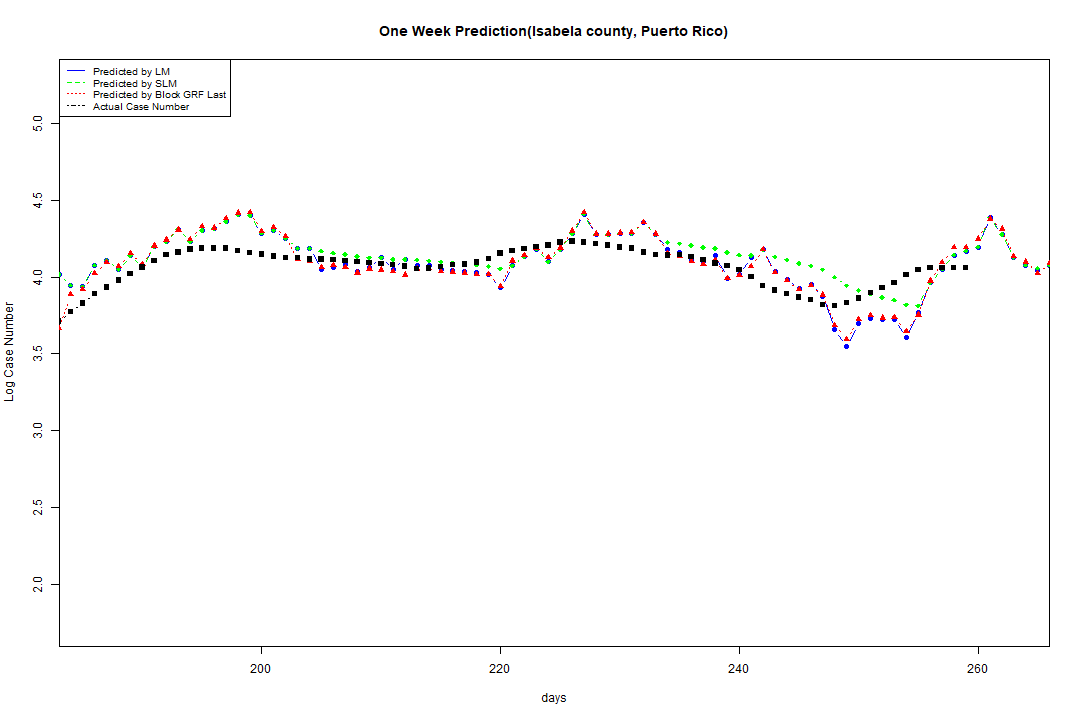 One Week Prediction(Isabela county, Puerto Rico)
Predicted by LM
Predicted by SLM
Predicted by Block GRF Last
Actual Case Number
5.0
4.5
4.0
3.5
3.0
2.5
2.0
Log Case Number
200 220 240 260
days